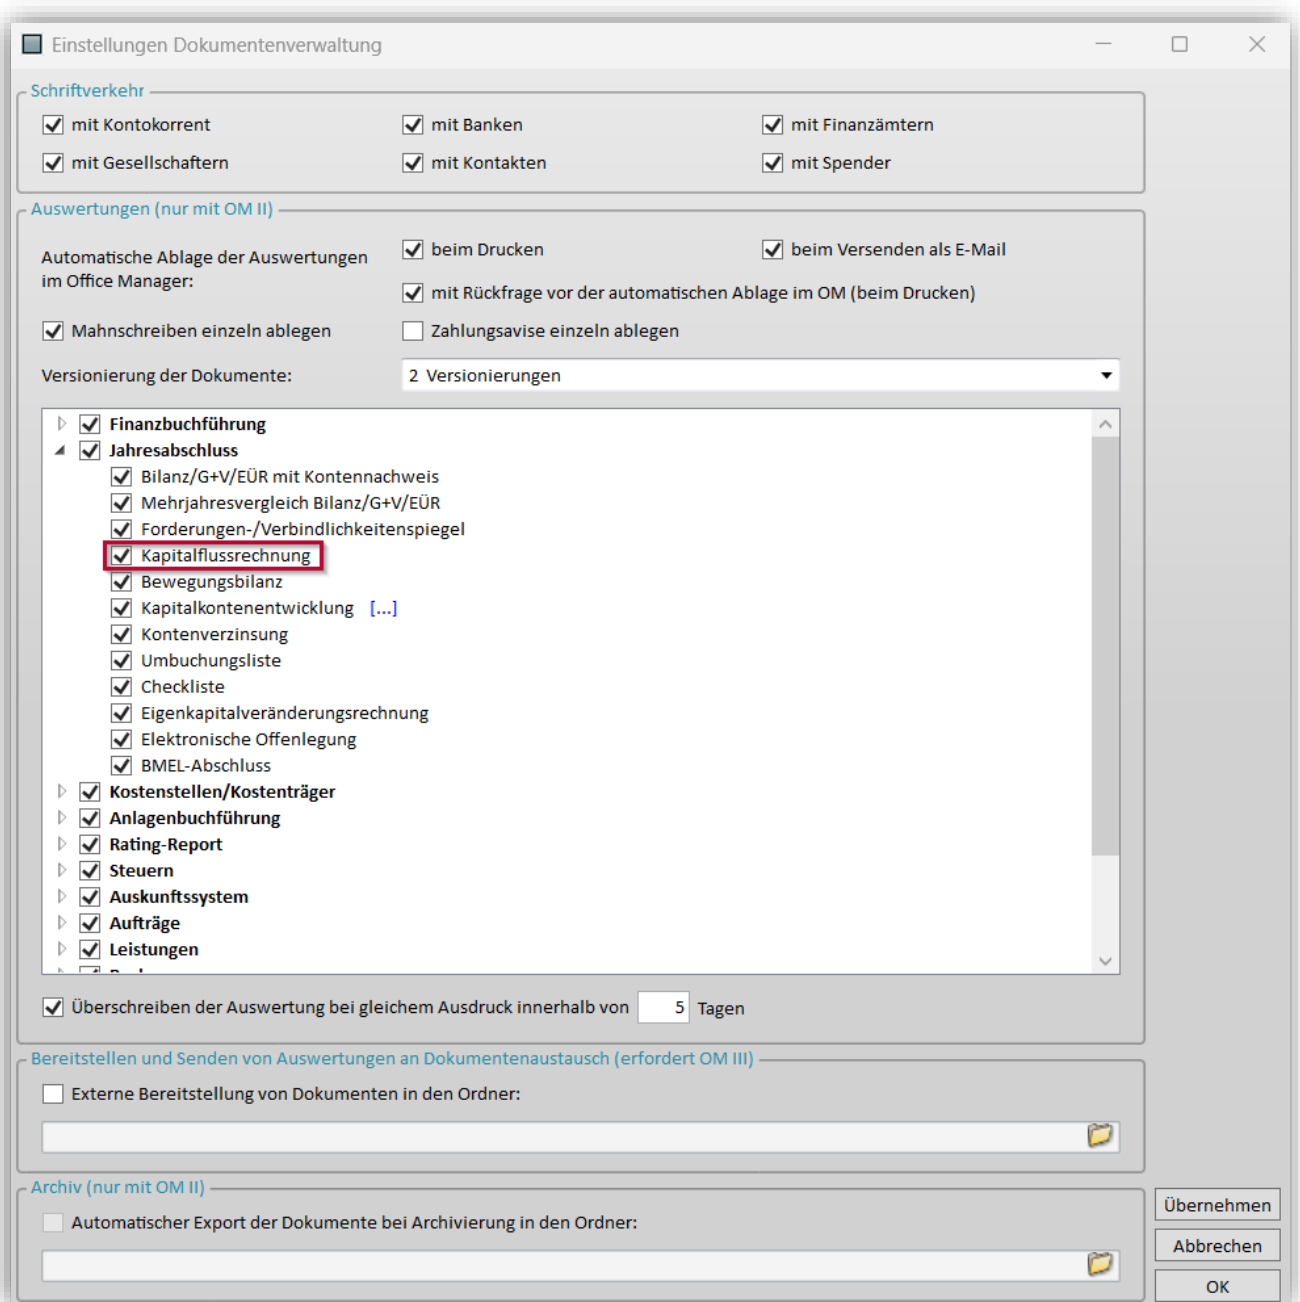 Einstellungen Dokumentenverwaltung
Schriftverkehr
mit Kontokorrent
mit Banken
mit Finanzämtern
mit Gesellschaftern
mit Kontakten
mit Spender
Auswertungen (nur mit OM II)
Automatische Ablage der Auswertungen
im Office Manager:
beim Drucken
beim Versenden als E-Mail
mit Rückfrage vor der automatischen Ablage im OM (beim Drucken)
Mahnschreiben einzeln ablegen
Zahlungsavise einzeln ablegen
Versionierung der Dokumente:
2 Versionierungen
Finanzbuchführung
Jahresabschluss
Bilanz/G+V/EÜR mit Kontennachweis
Mehrjahresvergleich Bilanz/G+V/EÜR
Forderungen-/Verbindlichkeitenspiegel
Kapitalflussrechnung
Bewegungsbilanz
Kapitalkontenentwicklung [...]
Kontenverzinsung
Umbuchungsliste
Checkliste
Eigenkapitalveränderungsrechnung
Elektronische Offenlegung
BMEL-Abschluss
Kostenstellen/Kostenträger
Anlagenbuchführung
Rating-Report
Steuern
Auskunftssystem
Aufträge
Leistungen
Überschreiben der Auswertung bei gleichem Ausdruck innerhalb von 5 Tagen
Bereitstellen und Senden von Auswertungen an Dokumentenaustausch (erfordert OM III)
Externe Bereitstellung von Dokumenten in den Ordner:
Archiv (nur mit OM II)
Automatischer Export der Dokumente bei Archivierung in den Ordner:
Übernehmen
Abbrechen
OK